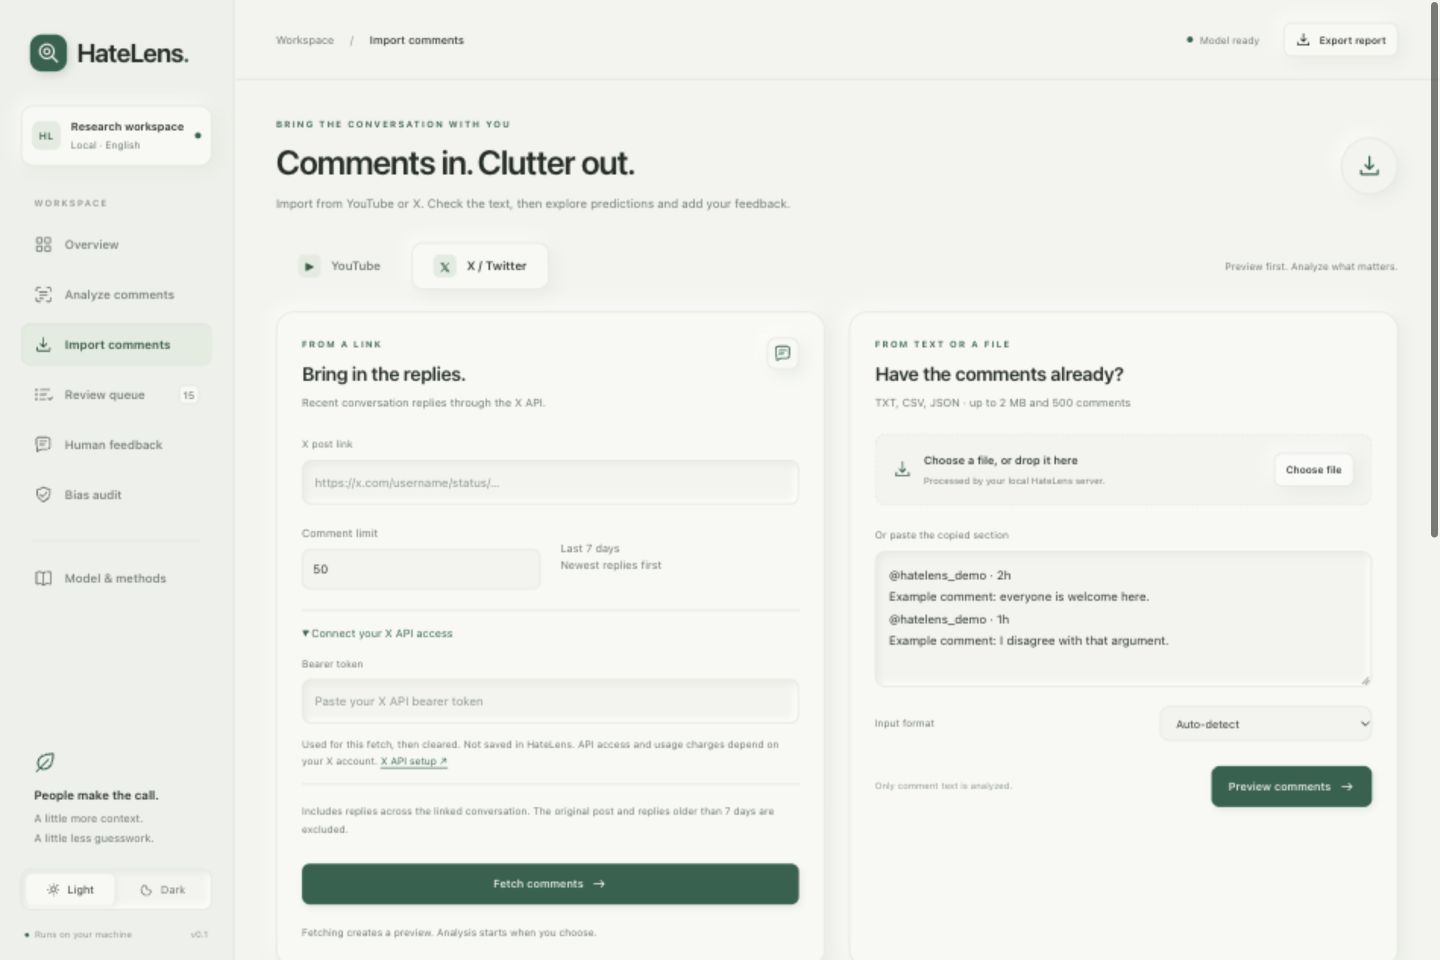 HateLens.
HL
Research workspace
Local · English
WORKSPACE
Overview
Analyze comments
Import comments
Review queue 15
Human feedback
Bias audit
Model & methods
People make the call.
A little more context.
A little less guesswork.
Light Dark
Runs on your machine v0.1
Workspace / Import comments
Model ready
Export report
BRING THE CONVERSATION WITH YOU
Comments in. Clutter out.
Import from YouTube or X. Check the text, then explore predictions and add your feedback.
YouTube X / Twitter
Preview first. Analyze what matters.
FROM A LINK
Bring in the replies.
Recent conversation replies through the X API.
X post link
https://x.com/username/status/...
Comment limit
50
Last 7 days
Newest replies first
Connect your X API access
Bearer token
Paste your X API bearer token
Used for this fetch, then cleared. Not saved in HateLens. API access and usage charges depend on
your X account. X API setup ↗
Includes replies across the linked conversation. The original post and replies older than 7 days are
excluded.
Fetch comments →
Fetching creates a preview. Analysis starts when you choose.
FROM TEXT OR A FILE
Have the comments already?
TXT, CSV, JSON · up to 2 MB and 500 comments
Choose a file, or drop it here
Processed by your local HateLens server.
Choose file
Or paste the copied section
@hatelens_demo · 2h
Example comment: everyone is welcome here.
@hatelens_demo · 1h
Example comment: I disagree with that argument.
Input format
Auto-detect
Only comment text is analyzed.
Preview comments →